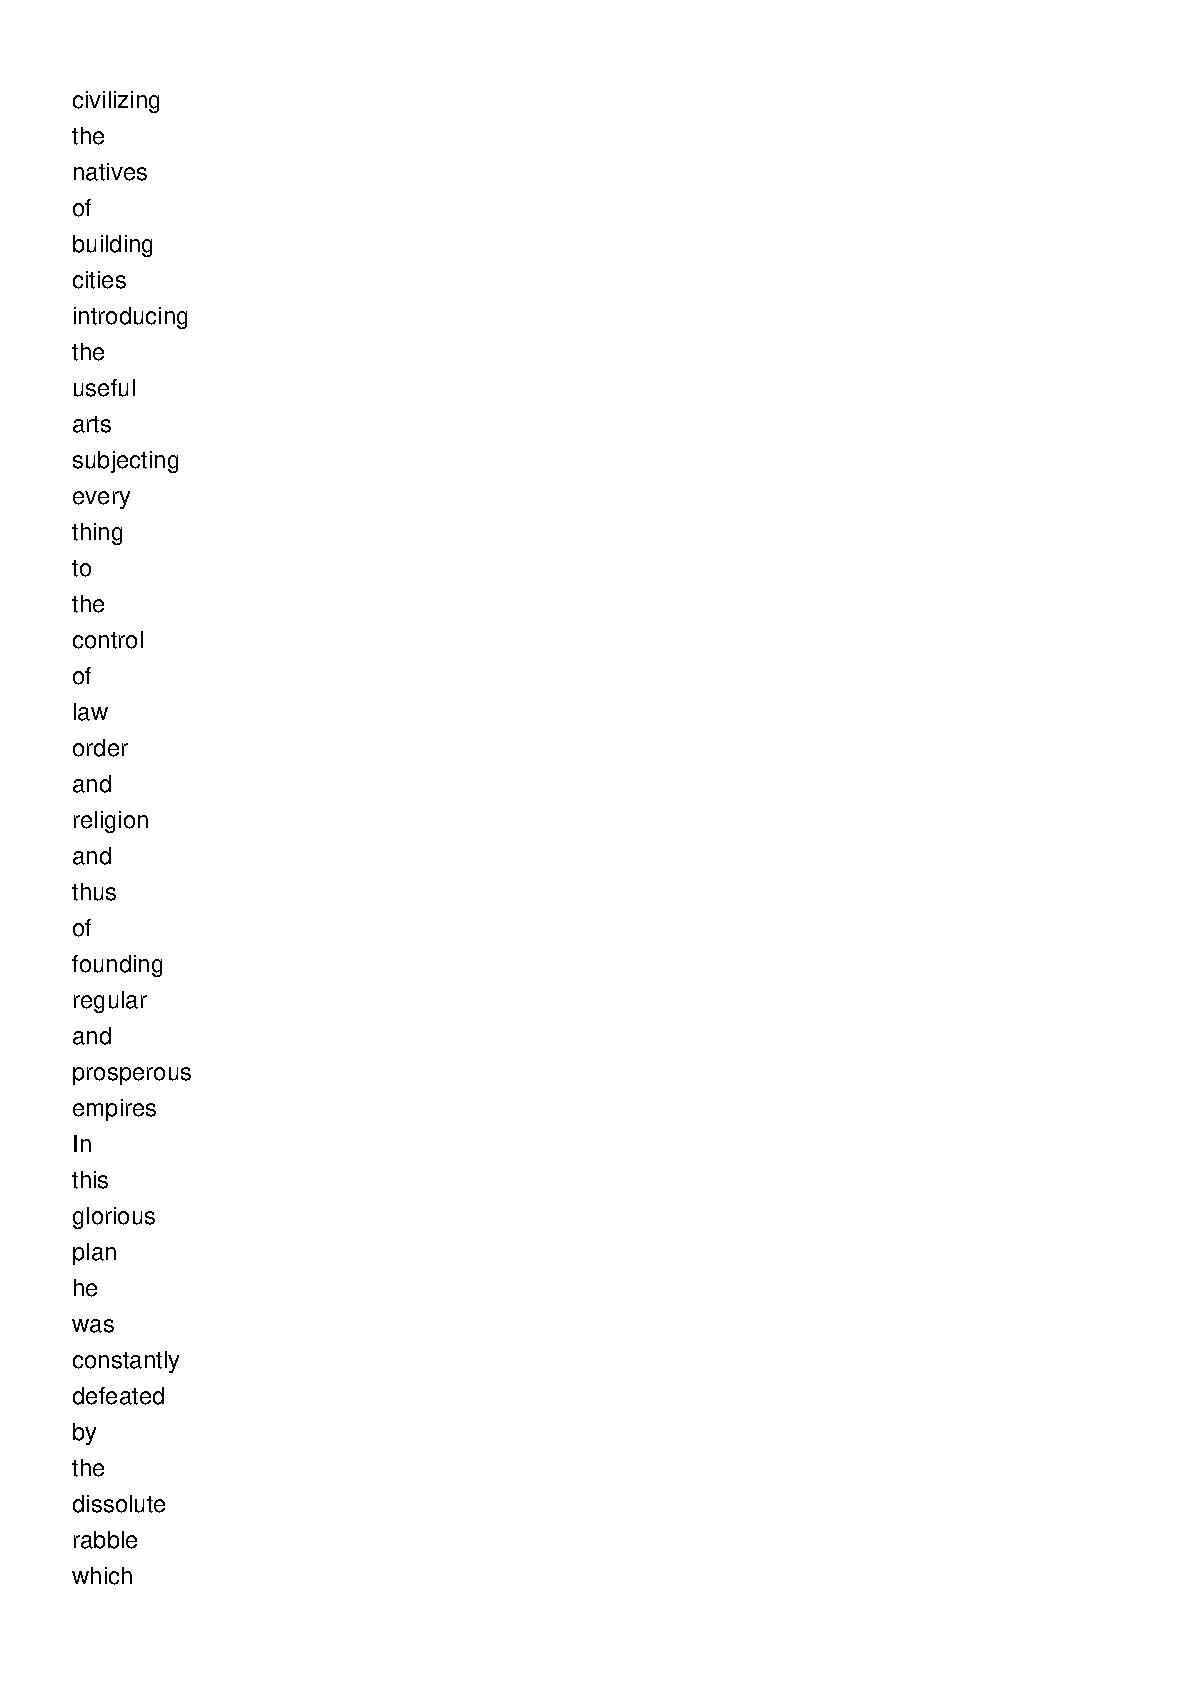 civilizing
the
natives
of
building
cities
introducing
the
useful
arts
subjecting
every
thing
to
the
control
of
law
order
and
religion
and
thus
of
founding
regular
and
prosperous
empires
In
this
glorious
plan
he
was
constantly
defeated
by
the
dissolute
rabble
which